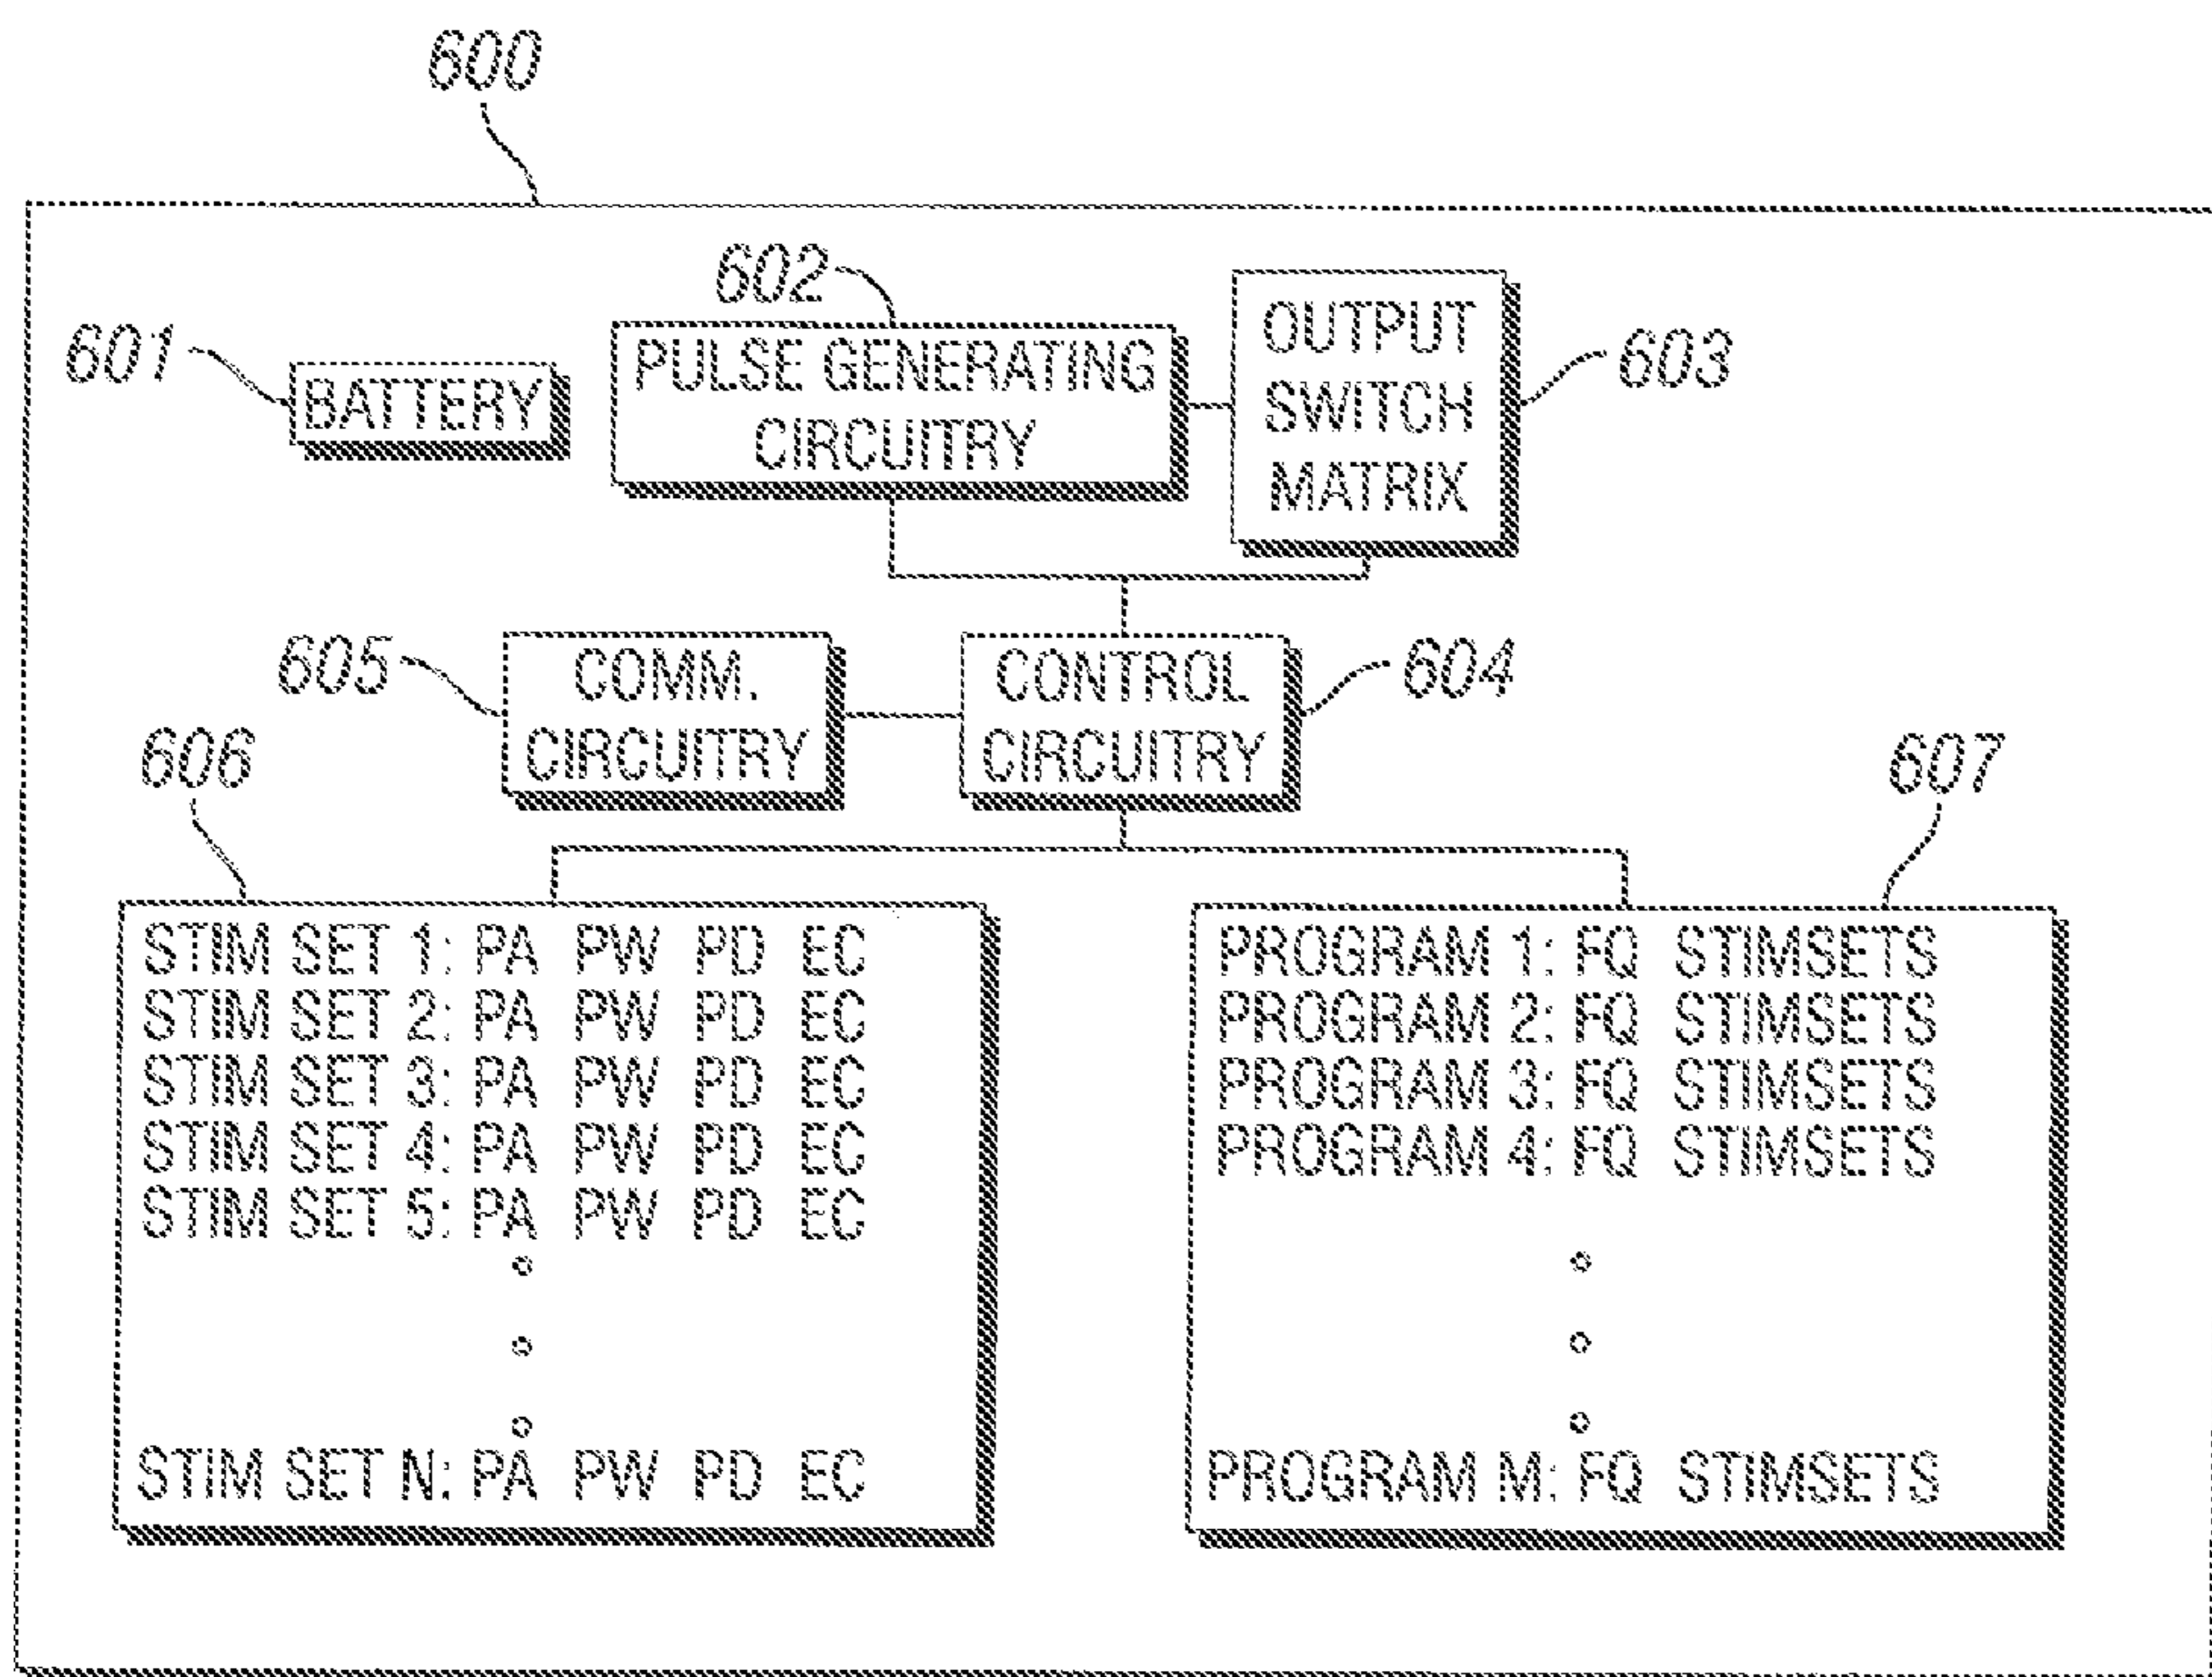 600
602
601
BATTERY
PULSE GENERATING
CIRCUITRY
OUTPUT
SWITCH
MATRIX
603
605
COMM.
CIRCUITRY
CONTROL
CIRCUITRY
604
606
607
STIM SET 1: PA PW PD EC
STIM SET 2: PA PW PD EC
STIM SET 3: PA PW PD EC
STIM SET 4: PA PW PD EC
STIM SET 5: PA PW PD EC
STIM SET N: PA PW PD EC
PROGRAM 1: FQ STIMSETS
PROGRAM 2: FQ STIMSETS
PROGRAM 3: FQ STIMSETS
PROGRAM 4: FQ STIMSETS
PROGRAM M: FQ STIMSETS